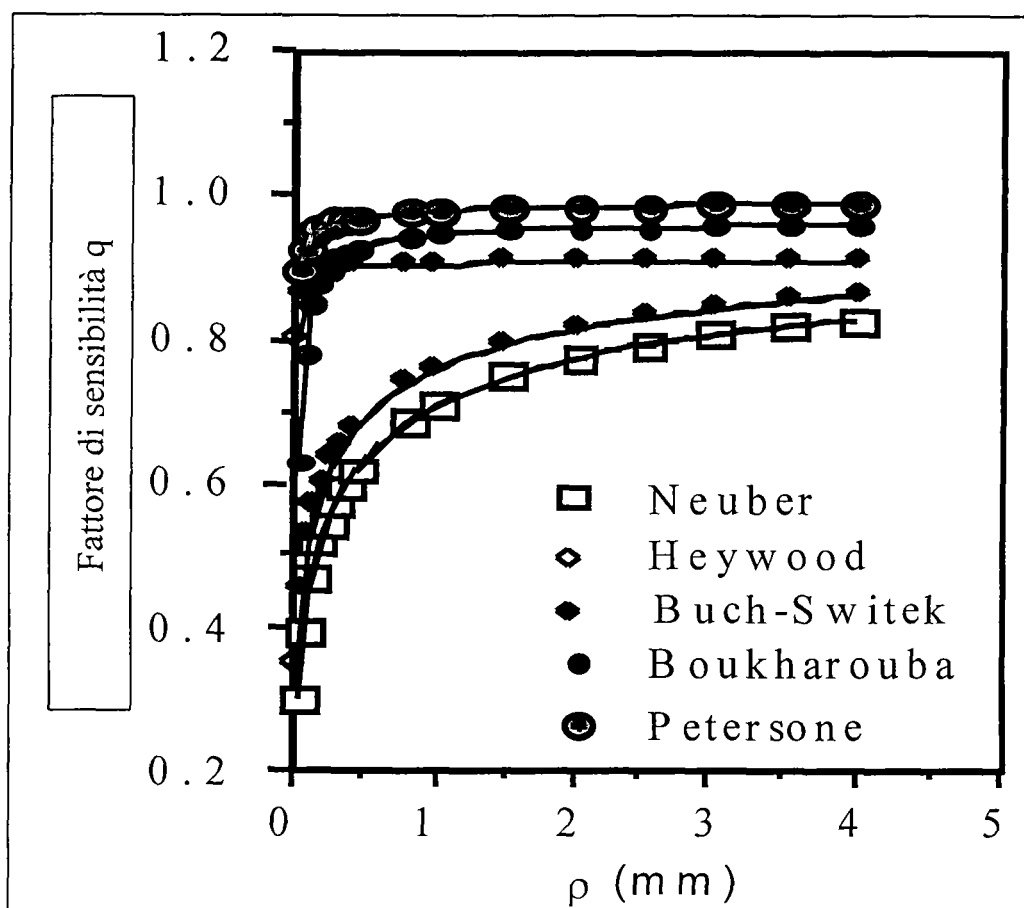 1.2
1.0
0.8
0.6
0.4
0.2
Fattore di sensibilità q
Neuber
Heywood
Buch-Switek
Boukharouba
Petersone
0 1 2 3 4 5
ρ (mm)